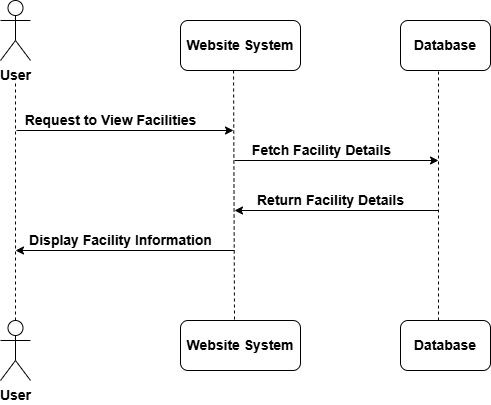 Website System
Database
User
Request to View Facilities
Fetch Facility Details
Return Facility Details
Display Facility Information
Website System
Database
User